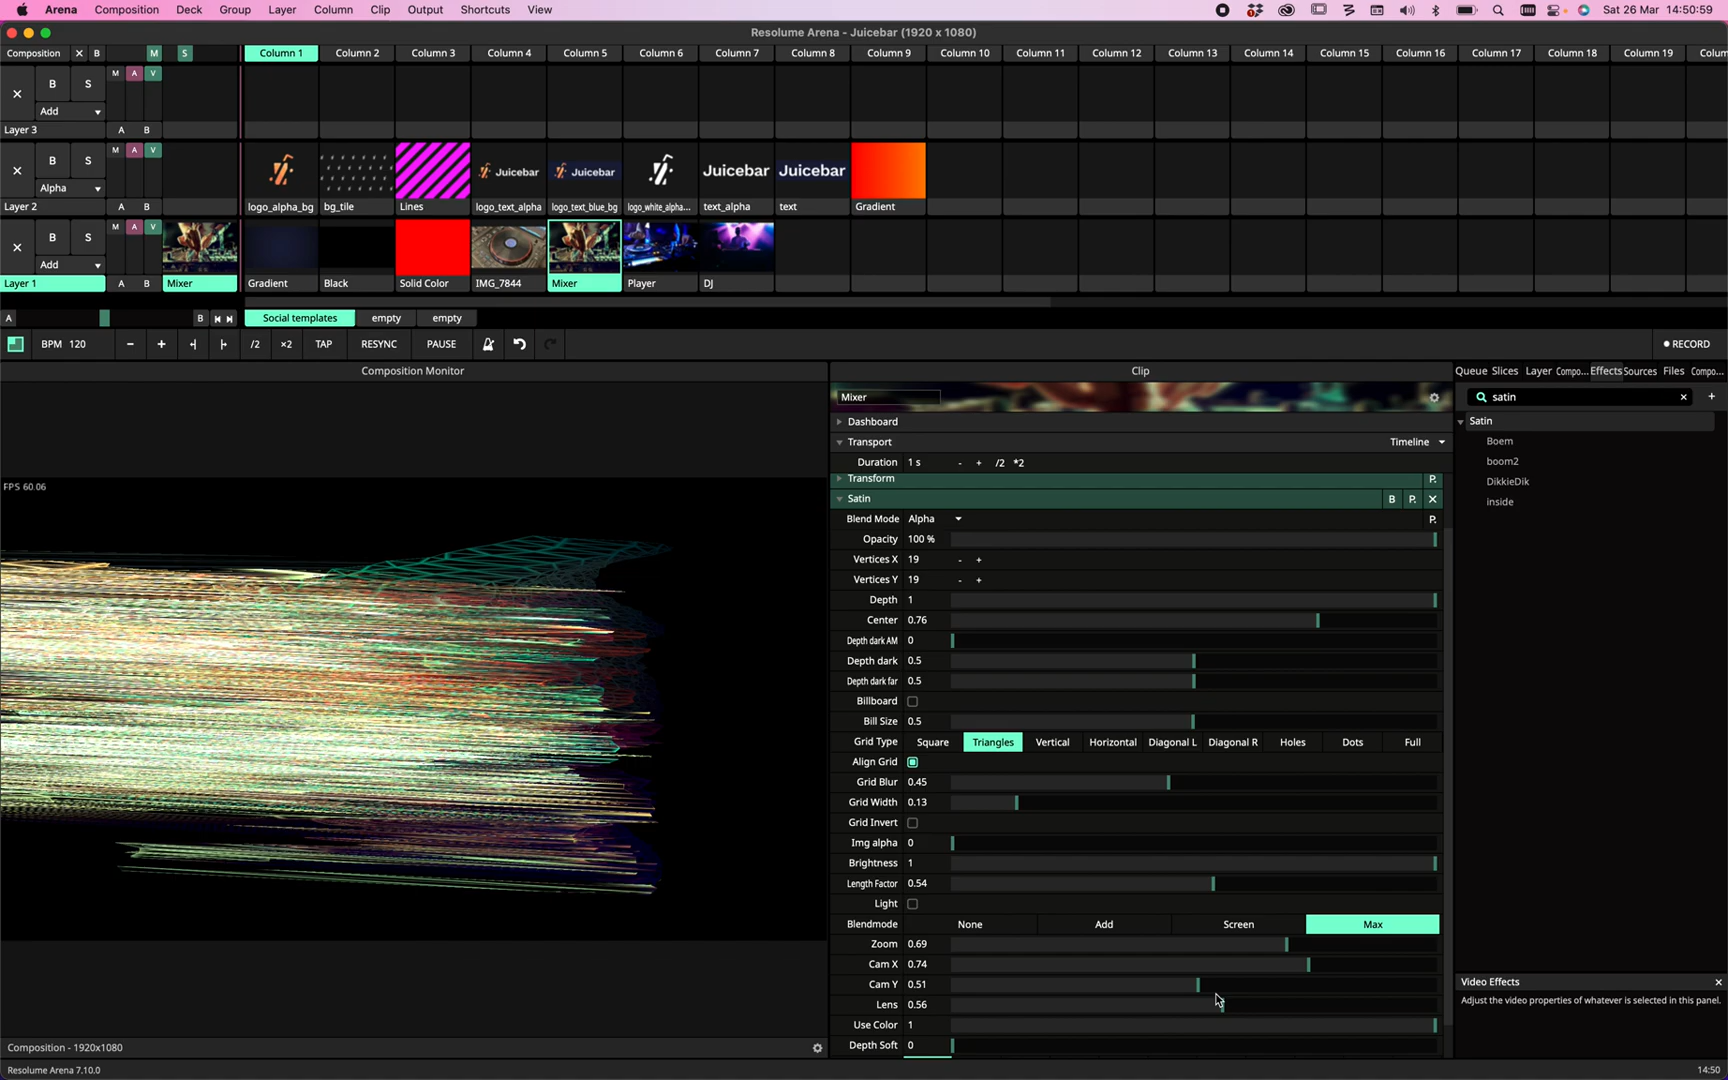 Arena Composition Deck Group Layer Column Clip Output Shortcuts View Sat 26 Mar 14:50:59
Resolume Arena - Juicebar (1920 x 1080)
Composition B M S Column 1 Column 2 Column 3 Column 4 Column 5 Column 6 Column 7 Column 8 Column 9 Column 10 Column 11 Column 12 Column 13 Column 14 Column 15 Column 16 Column 17 Column 18 Column 19 Colum
B S M A V
Add
Layer 3 A B
B S M A V
Alpha
Juicebar Juicebar Juicebar Juicebar
Layer 2 A B logo_alpha_bg bg_tile Lines logo_text_alpha logo_text_blue_bg logo_white_alpha... text_alpha text Gradient
B S M A V
Add
Layer 1 A B Mixer Gradient Black Solid Color IMG_7844 Mixer Player DJ
A B Social templates empty empty
BPM 120 - + /2 ×2 TAP RESYNC PAUSE RECORD
Composition Monitor
Clip
Queue Slices Layer Compo... Effects Sources Files Compo...
Mixer
satin
Dashboard
Satin
Transport Timeline
Boem
Duration 1 s - + /2 *2
boom2
Transform P.
DikkieDik
FPS 60.06
Satin B P.
inside
Blend Mode Alpha P.
Opacity 100 %
Vertices X 19 - +
Vertices Y 19 - +
Depth 1
Center 0.76
Depth dark AM 0
Depth dark 0.5
Depth dark far 0.5
Billboard
Bill Size 0.5
Grid Type Square Triangles Vertical Horizontal Diagonal L Diagonal R Holes Dots Full
Align Grid
Grid Blur 0.45
Grid Width 0.13
Grid Invert
Img alpha 0
Brightness 1
Length Factor 0.54
Light
Blendmode None Add Screen Max
Zoom 0.69
Cam X 0.74
Cam Y 0.51
Lens 0.56
Use Color 1
Depth Soft 0
Video Effects
Adjust the video properties of whatever is selected in this panel.
Composition - 1920x1080
Resolume Arena 7.10.0 14:50